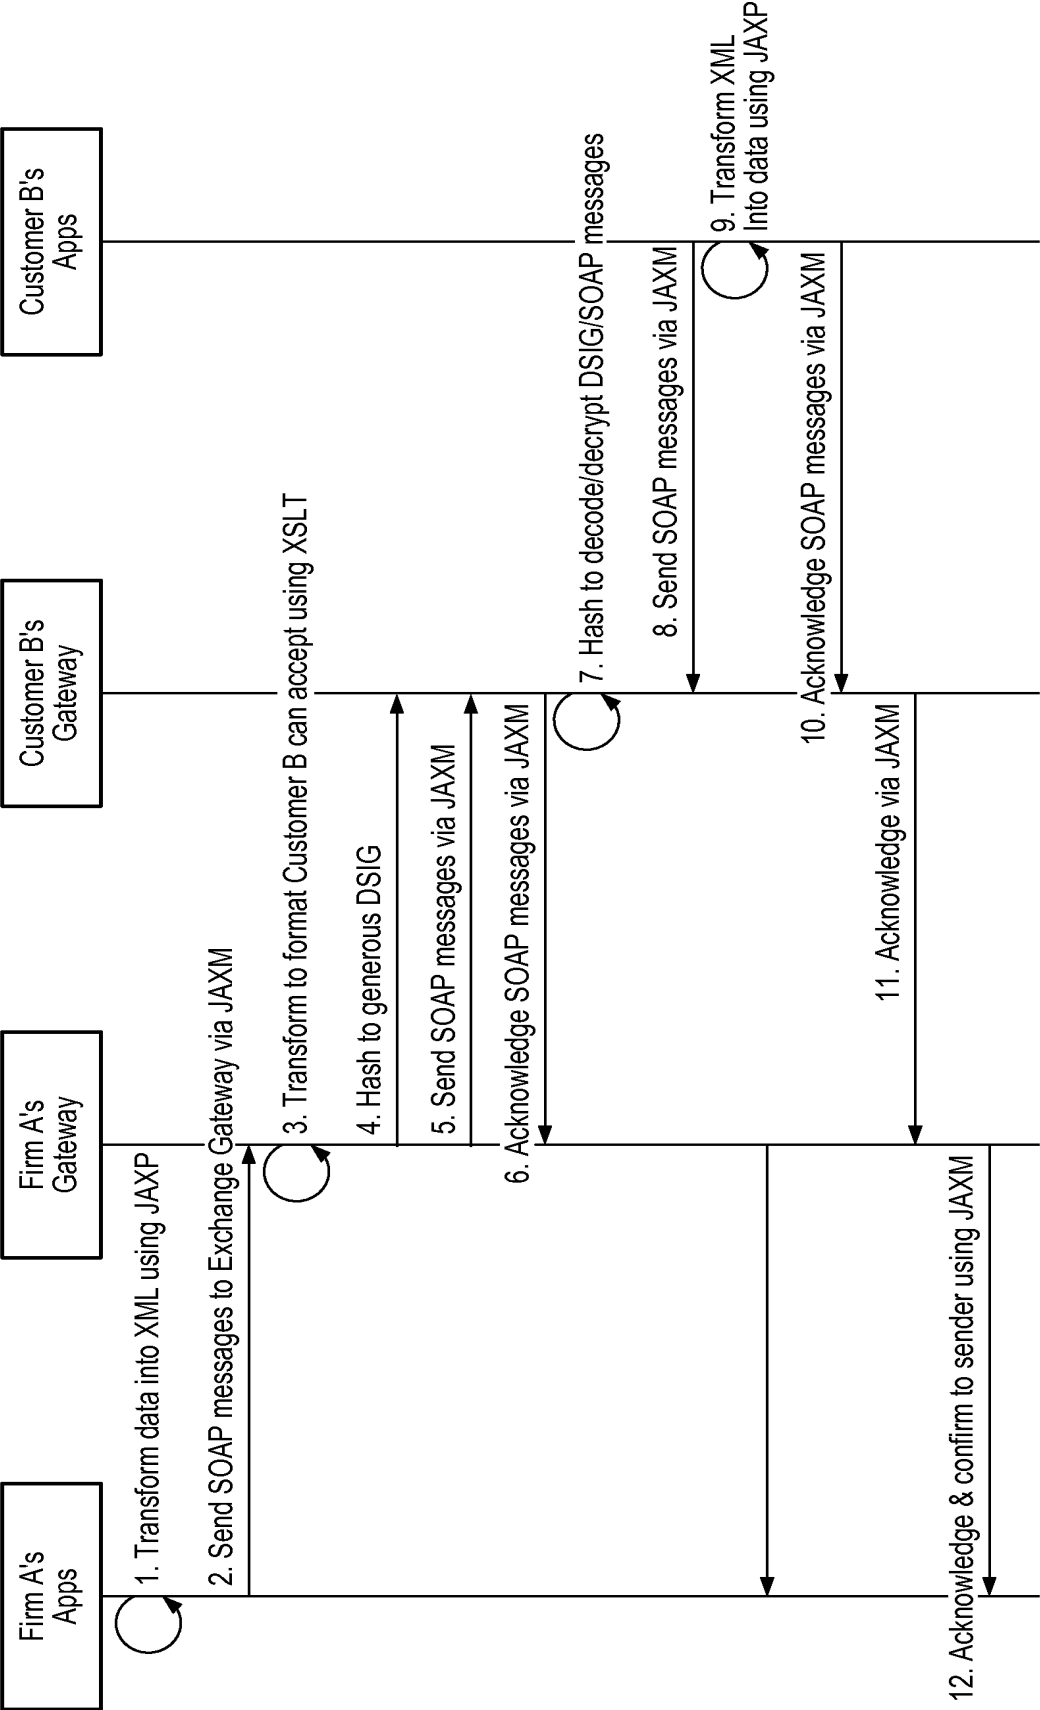 Firm A's
Apps
Firm A's
Gateway
Customer B's
Gateway
Customer B's
Apps
1. Transform data into XML using JAXP
2. Send SOAP messages to Exchange Gateway via JAXM
3. Transform to format Customer B can accept using XSLT
4. Hash to generous DSIG
5. Send SOAP messages via JAXM
6. Acknowledge SOAP messages via JAXM
7. Hash to decode/decrypt DSIG/SOAP messages
8. Send SOAP messages via JAXM
9. Transform XML
Into data using JAXP
10. Acknowledge SOAP messages via JAXM
11. Acknowledge via JAXM
12. Acknowledge & confirm to sender using JAXM